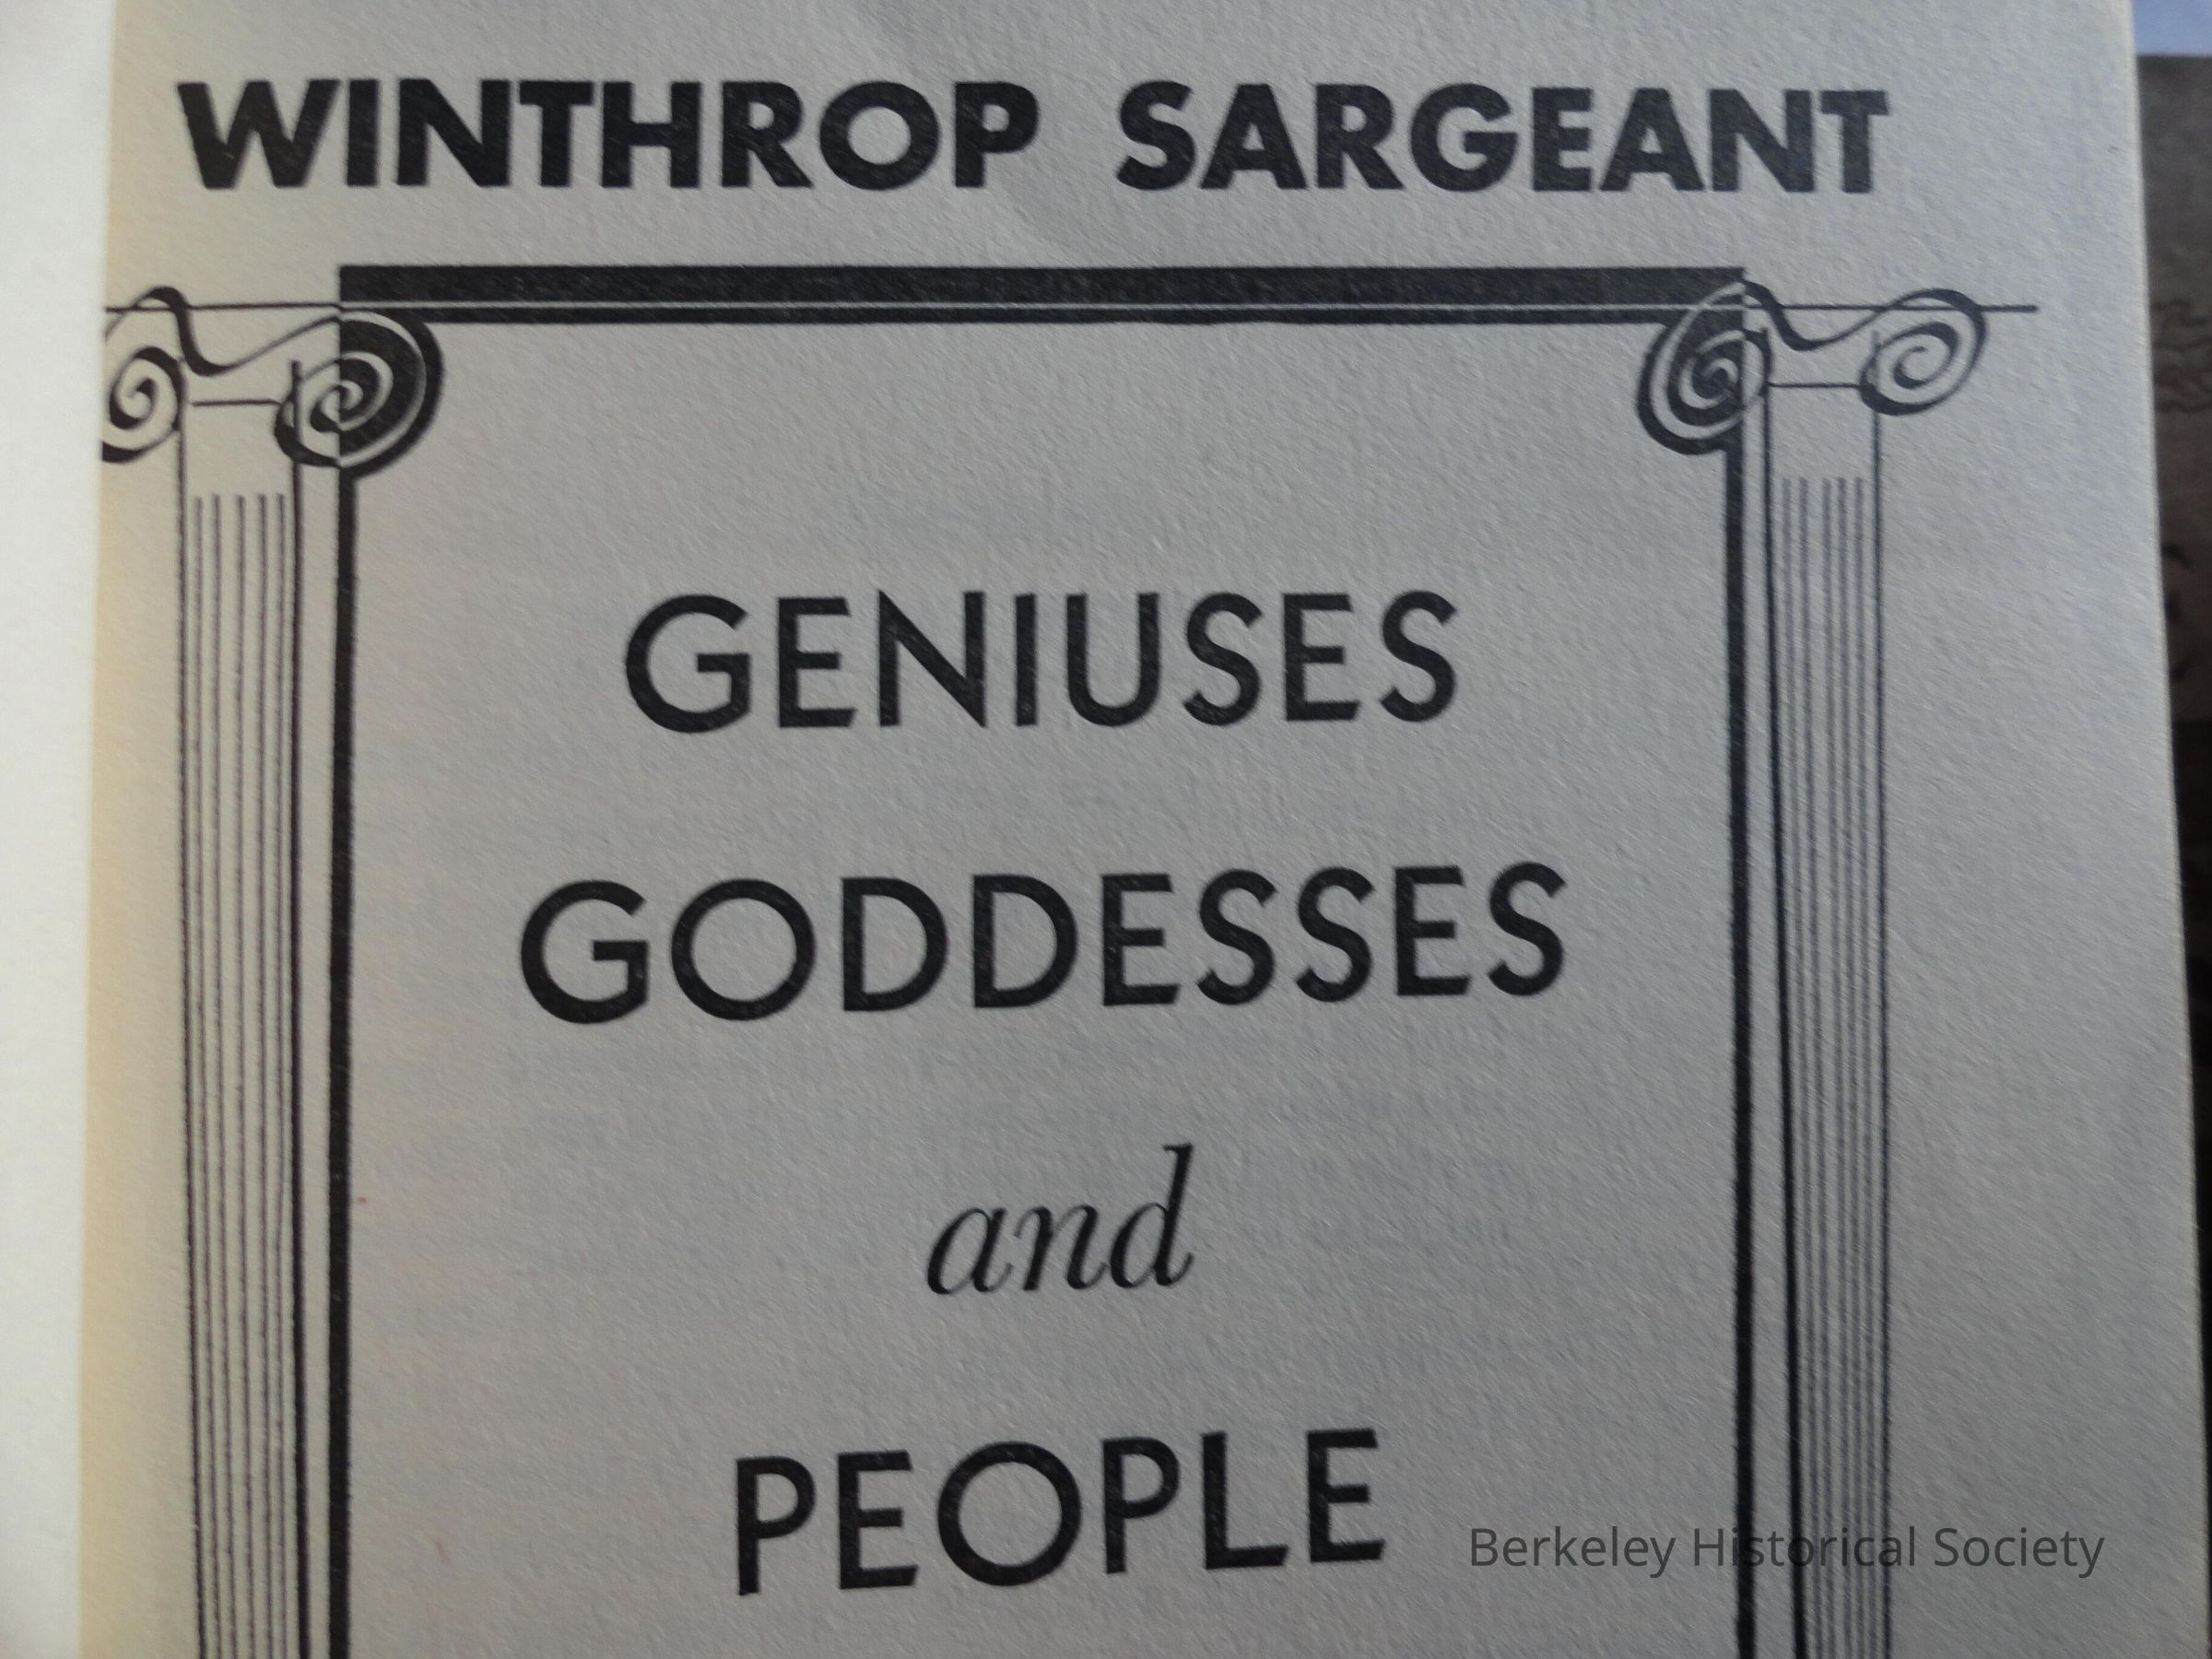 WINTHROP SARGEANT
GENIUSES
GODDESSES
and
PEOPLE
Berkeley Historical Society